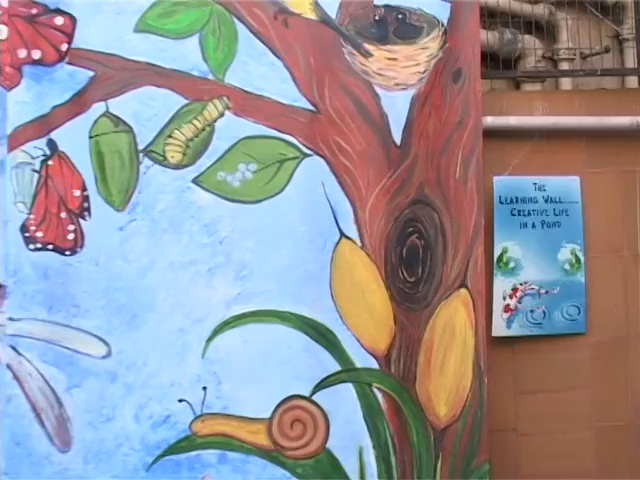 THE
LEARNING WALL......
CREATIVE LIFE
IN A POND